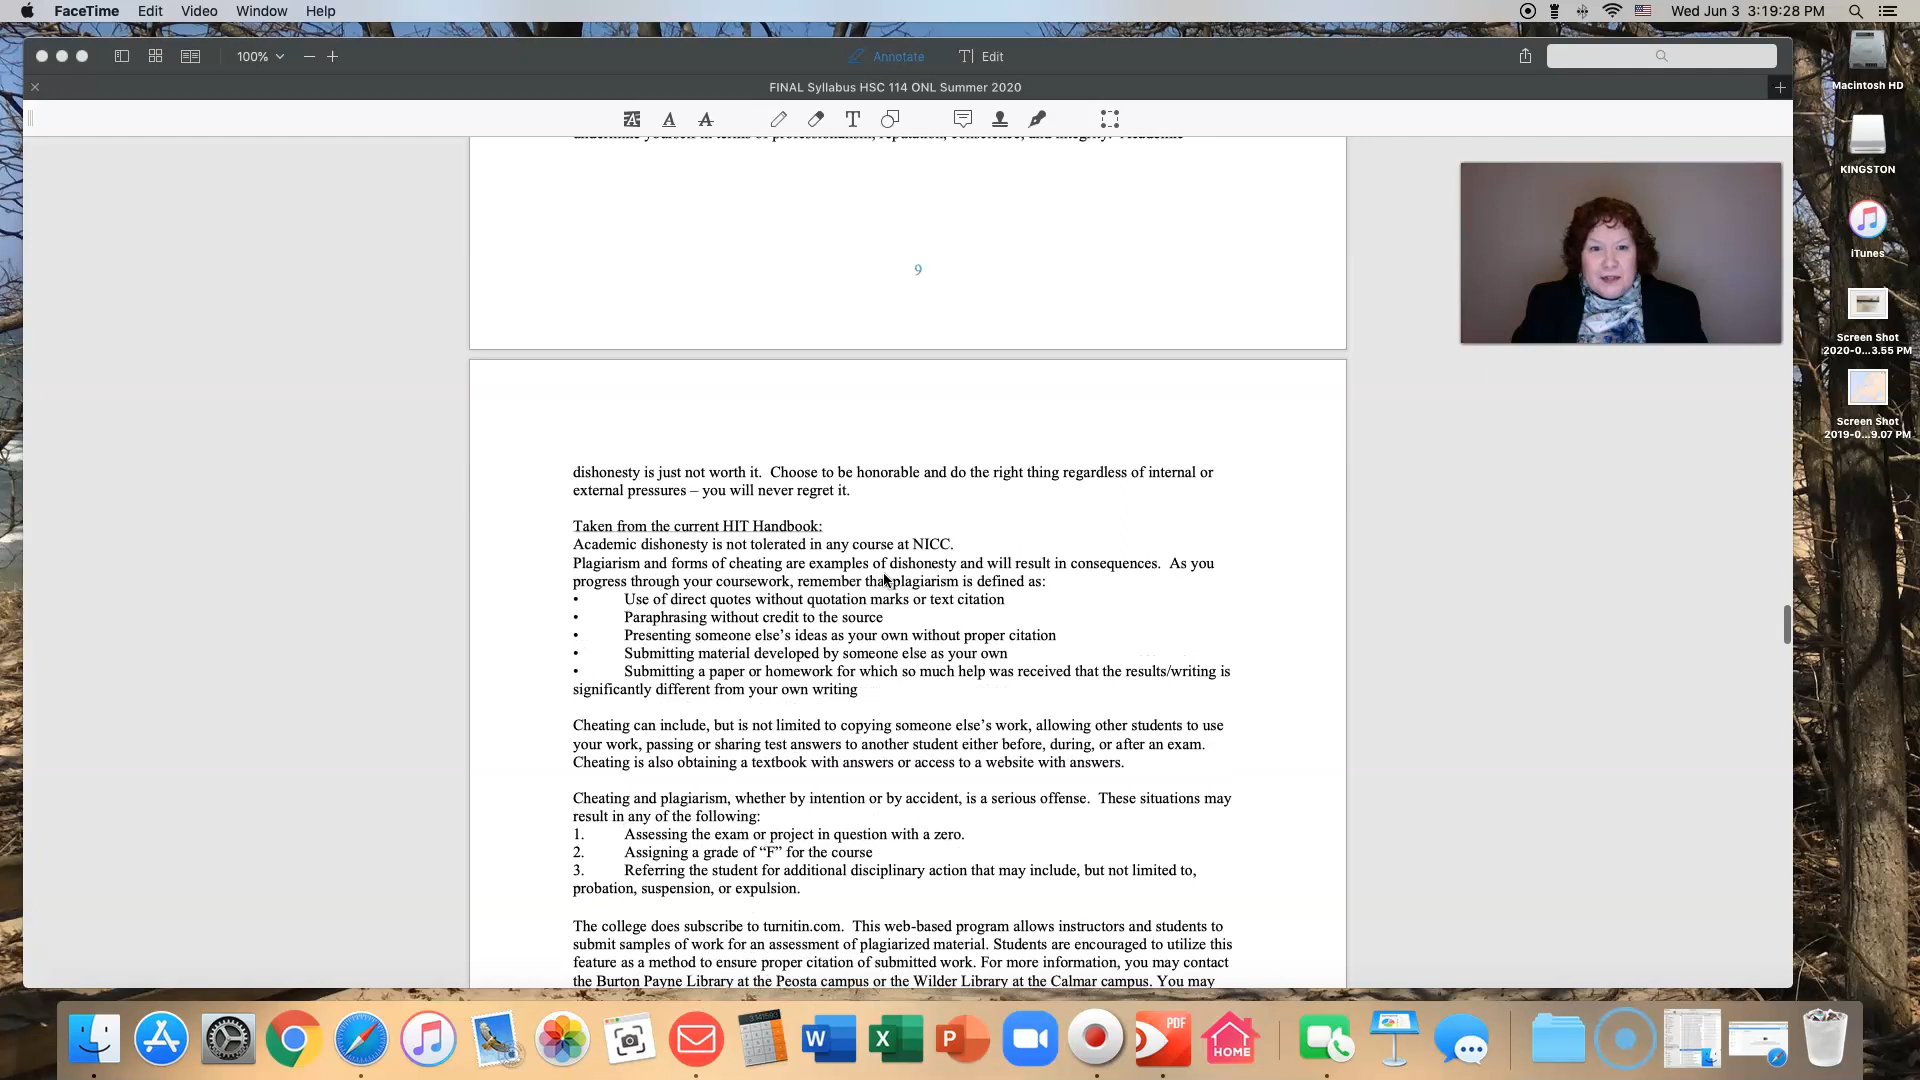 FaceTime Edit Video Window Help
Wed Jun 3 3:19:28 PM
100%
Annotate
Edit
FINAL Syllabus HSC 114 ONL Summer 2020
Macintosh HD
KINGSTON
iTunes
Screen Shot
2020-0...3.55 PM
Screen Shot
2019-0...9.07 PM
9
dishonesty is just not worth it. Choose to be honorable and do the right thing regardless of internal or
external pressures – you will never regret it.
Taken from the current HIT Handbook:
Academic dishonesty is not tolerated in any course at NICC.
Plagiarism and forms of cheating are examples of dishonesty and will result in consequences. As you
progress through your coursework, remember that plagiarism is defined as:
• Use of direct quotes without quotation marks or text citation
• Paraphrasing without credit to the source
• Presenting someone else’s ideas as your own without proper citation
• Submitting material developed by someone else as your own
• Submitting a paper or homework for which so much help was received that the results/writing is
significantly different from your own writing
Cheating can include, but is not limited to copying someone else’s work, allowing other students to use
your work, passing or sharing test answers to another student either before, during, or after an exam.
Cheating is also obtaining a textbook with answers or access to a website with answers.
Cheating and plagiarism, whether by intention or by accident, is a serious offense. These situations may
result in any of the following:
1. Assessing the exam or project in question with a zero.
2. Assigning a grade of “F” for the course
3. Referring the student for additional disciplinary action that may include, but not limited to,
probation, suspension, or expulsion.
The college does subscribe to turnitin.com. This web-based program allows instructors and students to
submit samples of work for an assessment of plagiarized material. Students are encouraged to utilize this
feature as a method to ensure proper citation of submitted work. For more information, you may contact
the Burton Payne Library at the Peosta campus or the Wilder Library at the Calmar campus. You may
PDF
HOME